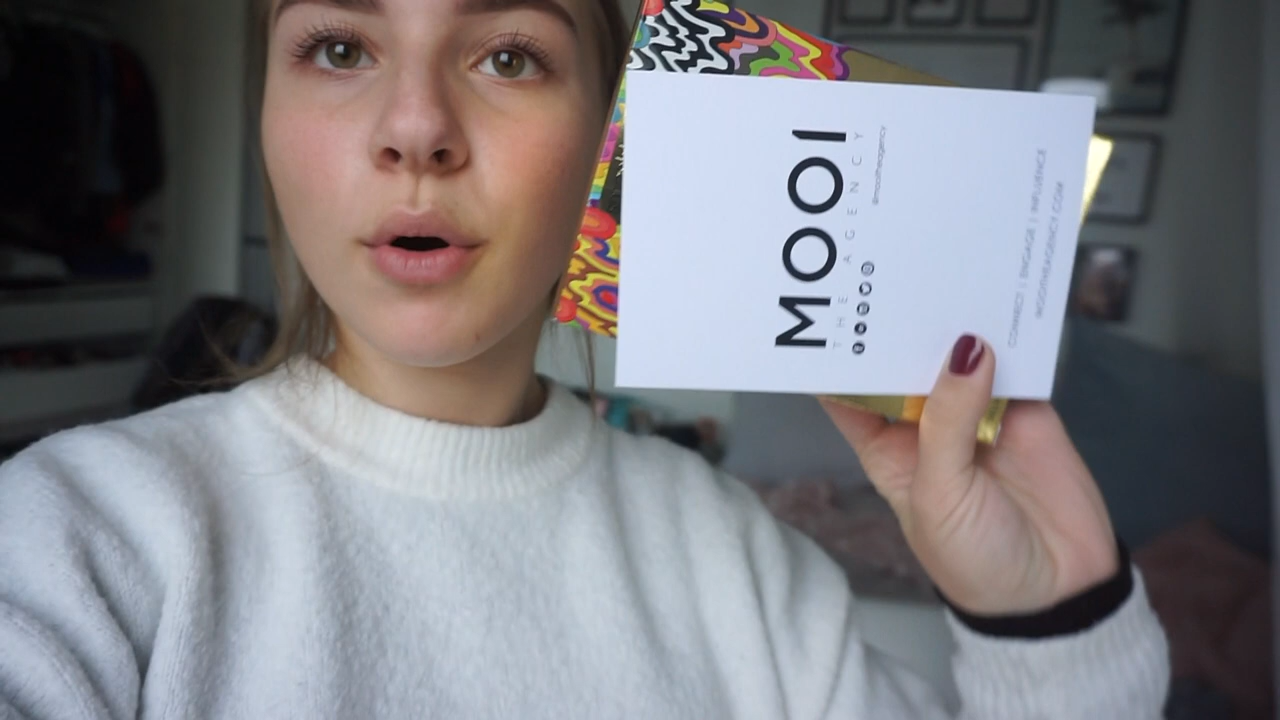 MOOI
THE AGENCY
@mooitheagency
CONNECT | ENGAGE | INFLUENCE
MOOITHEAGENCY.COM